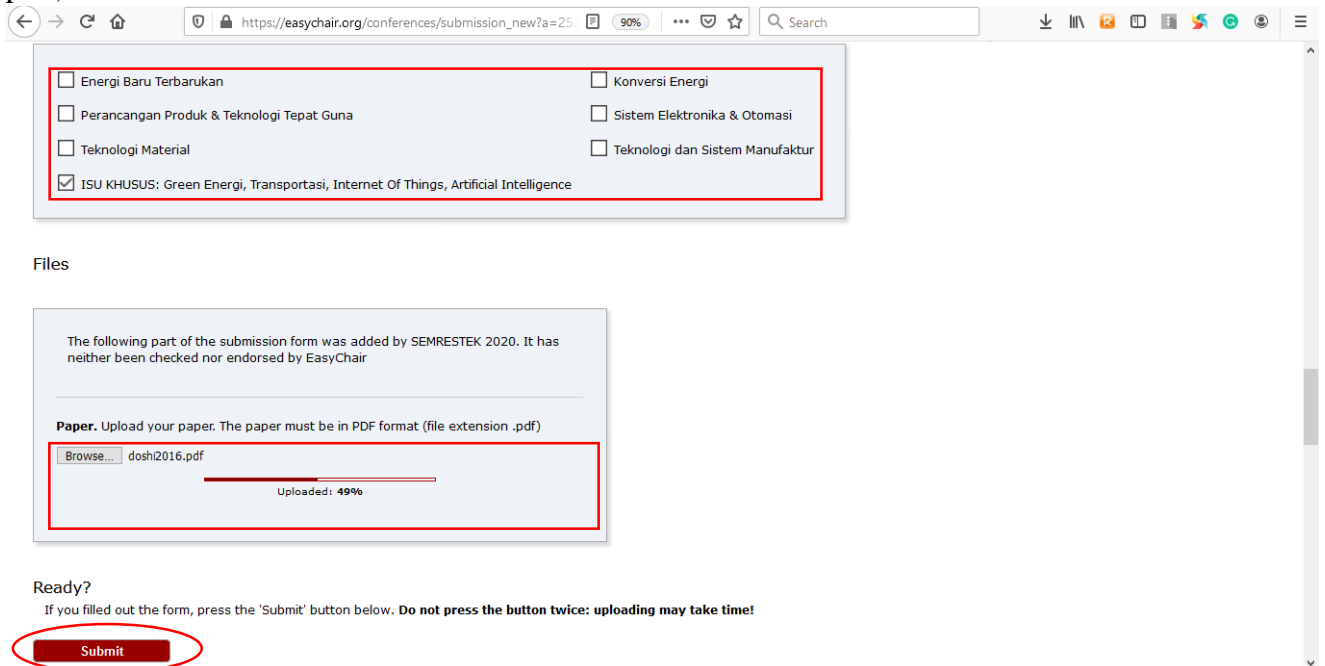 https://easychair.org/conferences/submission_new?a=25 90% Search
Energi Baru Terbarukan Konversi Energi
Perancangan Produk & Teknologi Tepat Guna Sistem Elektronika & Otomasi
Teknologi Material Teknologi dan Sistem Manufaktur
ISU KHUSUS: Green Energi, Transportasi, Internet Of Things, Artificial Intelligence
Files
The following part of the submission form was added by SEMRESTEK 2020. It has
neither been checked nor endorsed by EasyChair
Paper. Upload your paper. The paper must be in PDF format (file extension .pdf)
Browse... doshi2016.pdf
Uploaded: 49%
Ready?
If you filled out the form, press the 'Submit' button below. Do not press the button twice: uploading may take time!
Submit